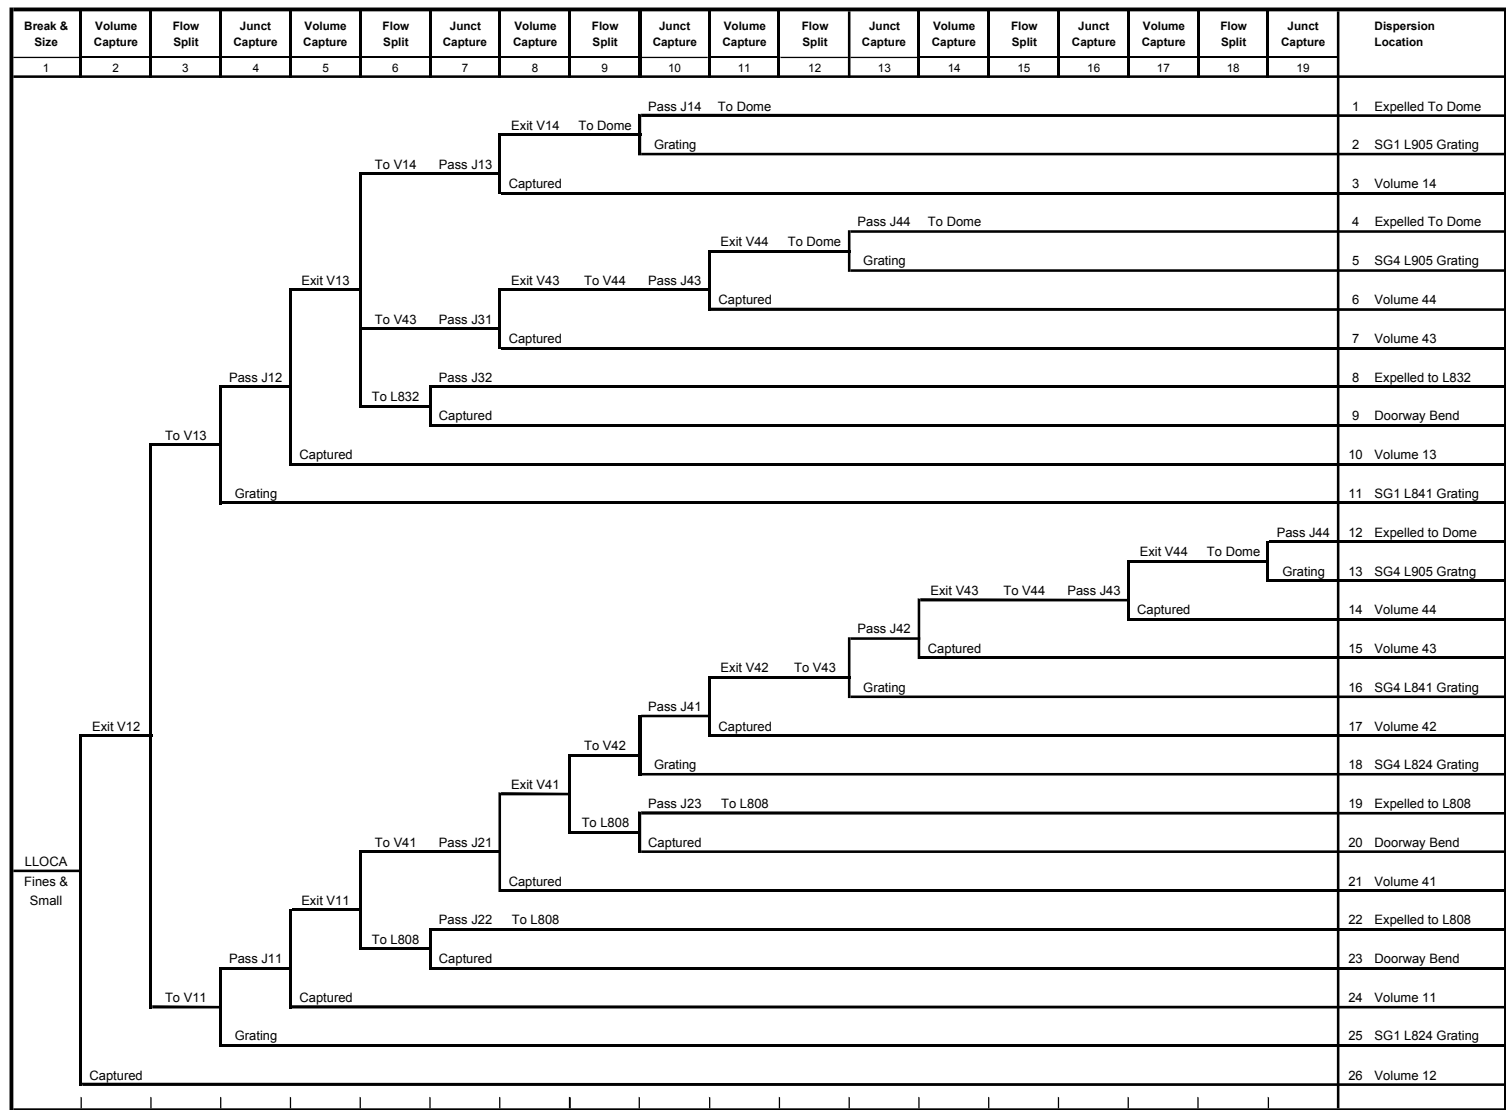 Break & Size Volume Capture Flow Split Junct Capture Volume Capture Flow Split Junct Capture Volume Capture Flow Split Junct Capture Volume Capture Flow Split Junct Capture Volume Capture Flow Split Junct Capture Volume Capture Flow Split Junct Capture Dispersion Location
1 2 3 4 5 6 7 8 9 10 11 12 13 14 15 16 17 18 19
Pass J14 To Dome 1 Expelled To Dome
Exit V14 To Dome
Grating 2 SG1 L905 Grating
To V14 Pass J13
Captured 3 Volume 14
Pass J44 To Dome 4 Expelled To Dome
Exit V44 To Dome
Grating 5 SG4 L905 Grating
Exit V13 Exit V43 To V44 Pass J43
Captured 6 Volume 44
To V43 Pass J31
Captured 7 Volume 43
Pass J12 Pass J32 8 Expelled to L832
To L832
Captured 9 Doorway Bend
To V13
Captured 10 Volume 13
Grating 11 SG1 L841 Grating
Pass J44 12 Expelled to Dome
Exit V44 To Dome
Grating 13 SG4 L905 Gratng
Exit V43 To V44 Pass J43
Captured 14 Volume 44
Pass J42
Captured 15 Volume 43
Exit V42 To V43
Grating 16 SG4 L841 Grating
Pass J41
Exit V12 Captured 17 Volume 42
To V42
Grating 18 SG4 L824 Grating
Exit V41
Pass J23 To L808 19 Expelled to L808
To L808
To V41 Pass J21 Captured 20 Doorway Bend
LLOCA
Fines & Captured 21 Volume 41
Small Exit V11
Pass J22 To L808 22 Expelled to L808
To L808
Pass J11 Captured 23 Doorway Bend
To V11 Captured 24 Volume 11
Grating 25 SG1 L824 Grating
Captured 26 Volume 12